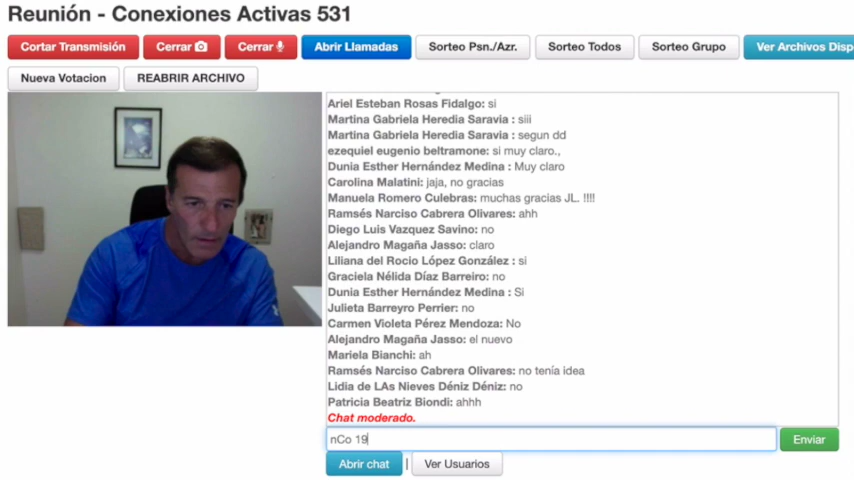 Reunión - Conexiones Activas 531
Cortar Transmisión Cerrar Cerrar Abrir Llamadas Sorteo Psn./Azr. Sorteo Todos Sorteo Grupo Ver Archivos Disp
Nueva Votacion REABRIR ARCHIVO
Ariel Esteban Rosas Fidalgo: si
Martina Gabriela Heredia Saravia : siii
Martina Gabriela Heredia Saravia : segun dd
ezequiel eugenio beltramone: si muy claro.,
Dunia Esther Hernández Medina : Muy claro
Carolina Malatini: jaja, no gracias
Manuela Romero Culebras: muchas gracias JL. !!!!
Ramsés Narciso Cabrera Olivares: ahh
Diego Luis Vazquez Savino: no
Alejandro Magaña Jasso: claro
Liliana del Rocio López González : si
Graciela Nélida Díaz Barreiro: no
Dunia Esther Hernández Medina : Si
Julieta Barreyro Perrier: no
Carmen Violeta Pérez Mendoza: No
Alejandro Magaña Jasso: el nuevo
Mariela Bianchi: ah
Ramsés Narciso Cabrera Olivares: no tenía idea
Lidia de LAs Nieves Déniz Déniz: no
Patricia Beatriz Biondi: ahhh
Chat moderado.
nCo 19
Enviar
Abrir chat | Ver Usuarios